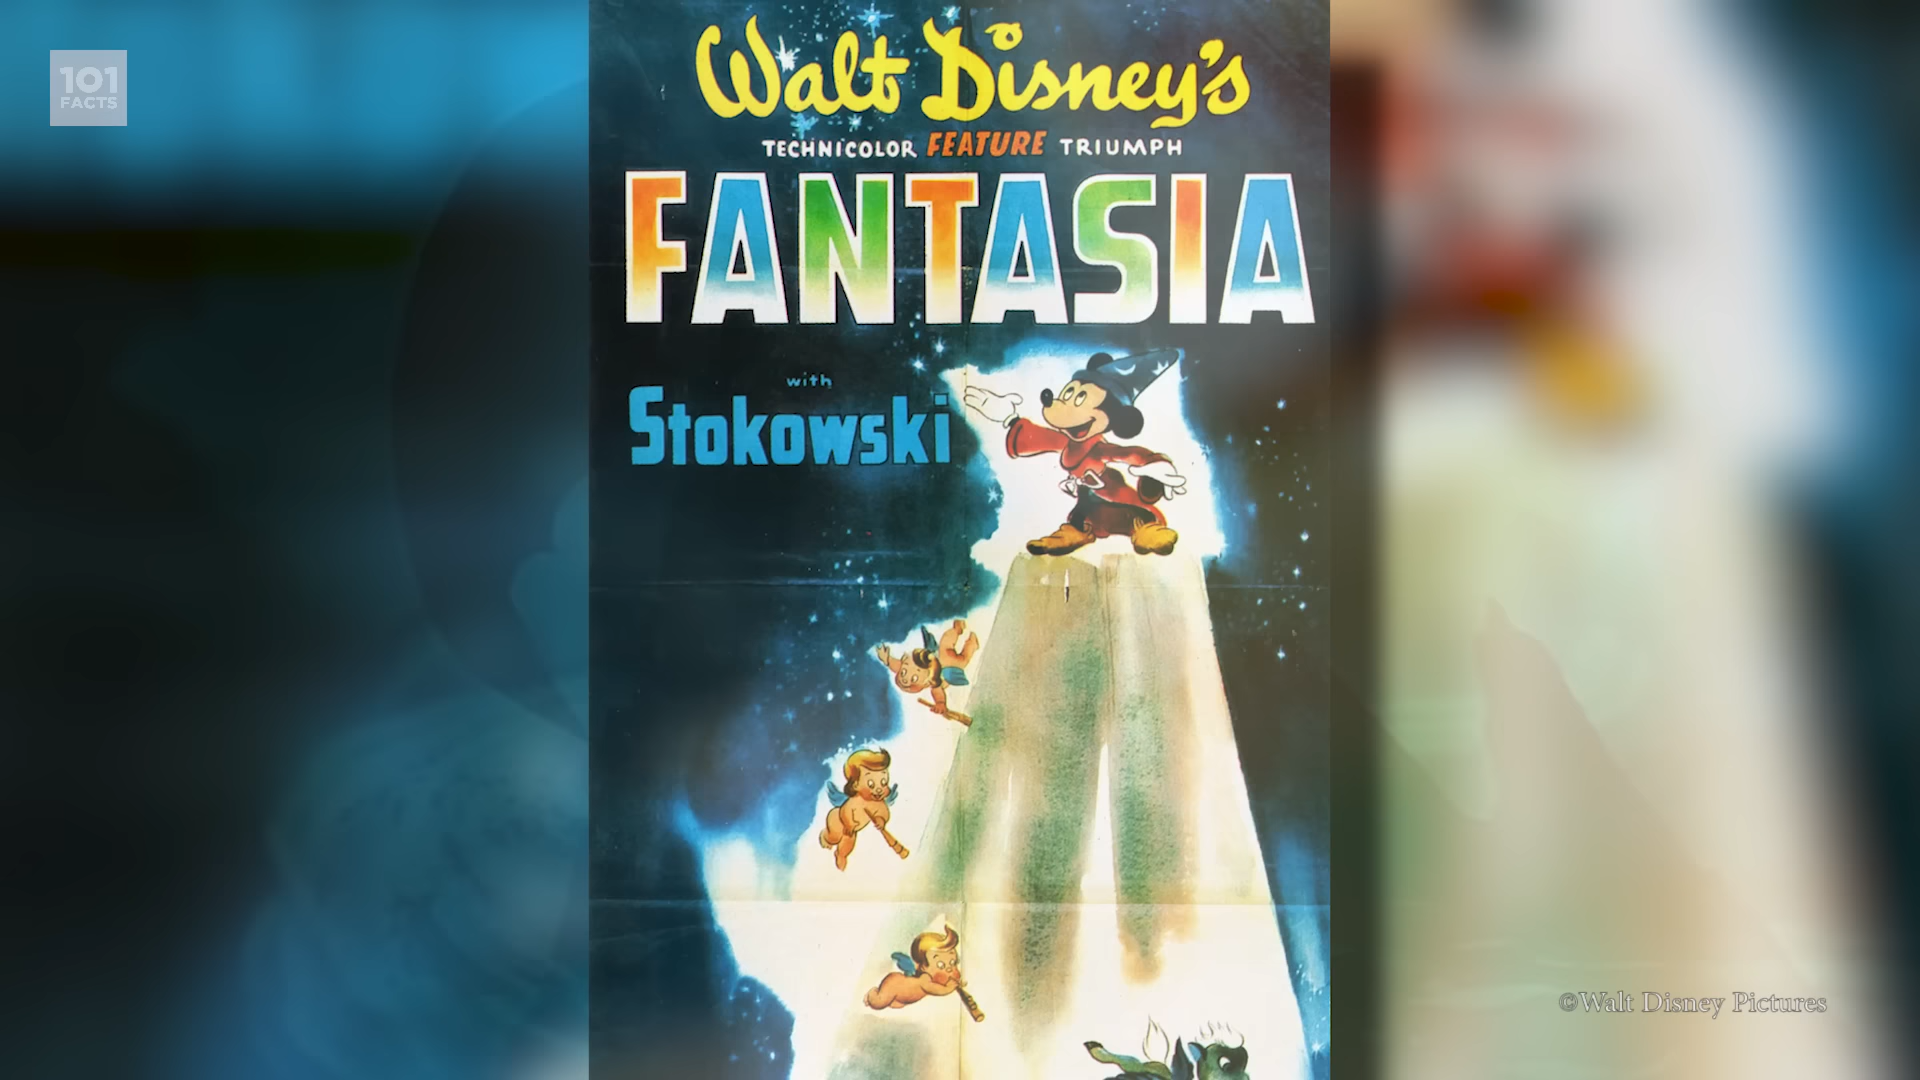 101
FACTS
Walt Disney's
TECHNICOLOR FEATURE TRIUMPH
FANTASIA
with
Stokowski
©Walt Disney Pictures